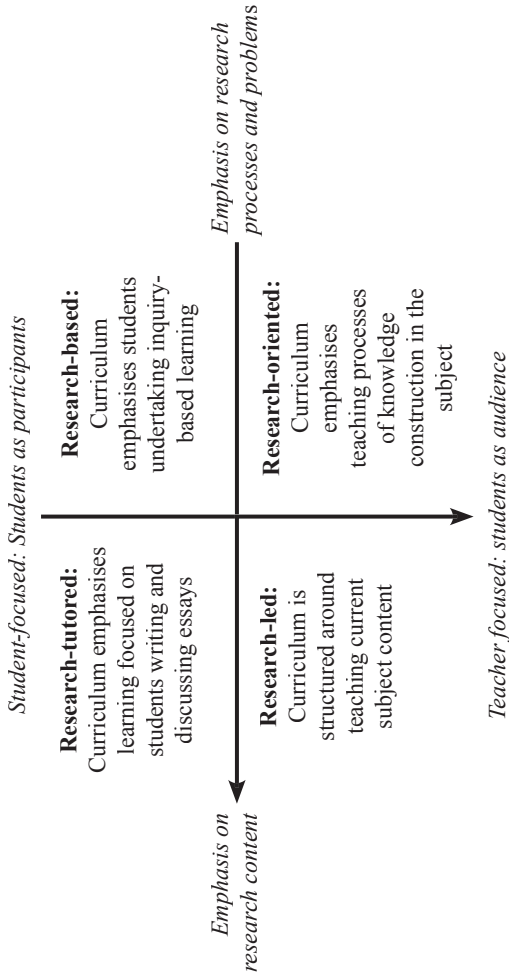 Student-focused: Students as participants
Research-tutored:
Curriculum emphasises
learning focused on
students writing and
discussing essays
Research-based:
Curriculum
emphasises students
undertaking inquiry-
based learning
Emphasis on
research content
Emphasis on research
processes and problems
Research-led:
Curriculum is
structured around
teaching current
subject content
Research-oriented:
Curriculum
emphasises
teaching processes
of knowledge
construction in the
subject
Teacher focused: students as audience